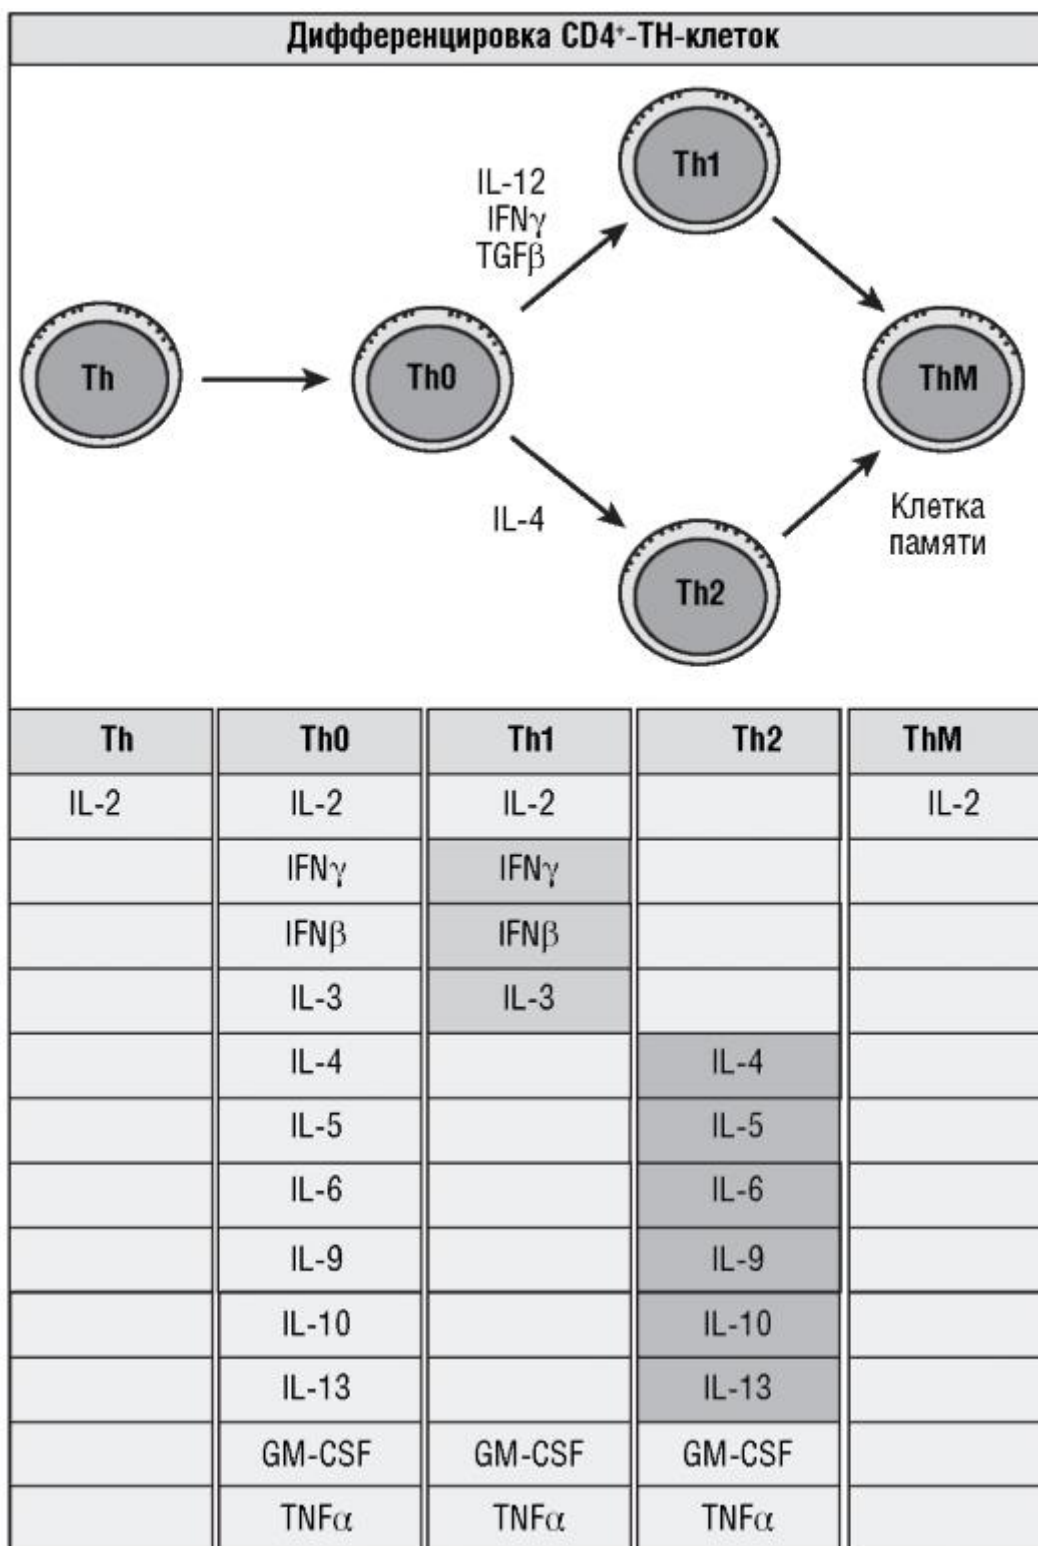 Дифференцировка CD4⁺-TH-клеток
Th1
IL-12
IFNγ
TGFβ
Th
Th0
ThM
IL-4
Клетка
памяти
Th2
Th Th0 Th1 Th2 ThM
IL-2 IL-2 IL-2 IL-2
IFNγ IFNγ
IFNβ IFNβ
IL-3 IL-3
IL-4 IL-4
IL-5 IL-5
IL-6 IL-6
IL-9 IL-9
IL-10 IL-10
IL-13 IL-13
GM-CSF GM-CSF GM-CSF
TNFα TNFα TNFα